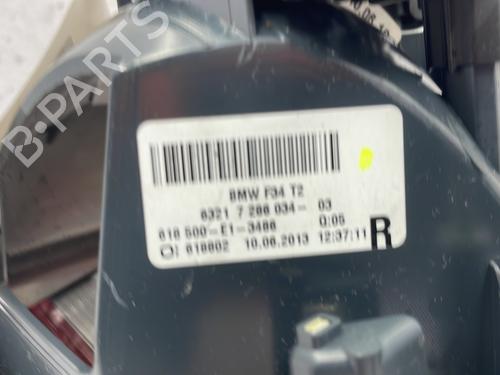 B-PARTS
BMW F34 T2
6321 7 286 034- 03
618 500-E1-3486 0:05
618602 10.06.2013 12:37:11 R